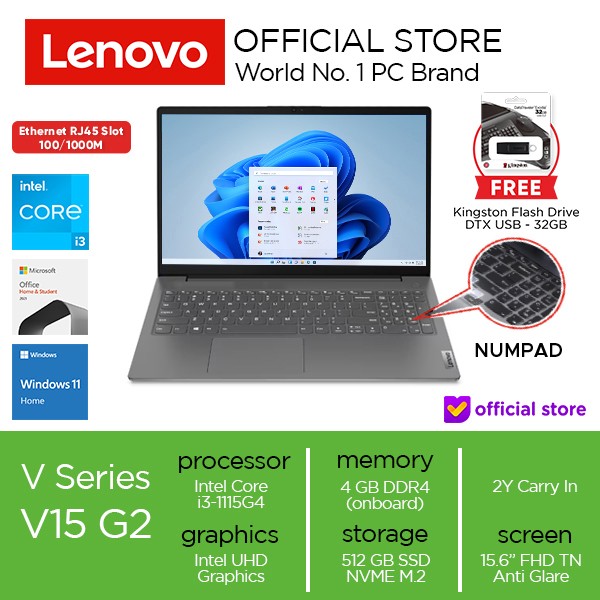 Lenovo
OFFICIAL STORE
World No. 1 PC Brand
Ethernet RJ45 Slot
100/1000M
intel.
CORE
i3
Microsoft
Office
Home & Student
2021
Windows
Windows 11
Home
32GB
Kingston
FREE
Kingston Flash Drive
DTX USB - 32GB
NUMPAD
official store
V Series
V15 G2
processor
Intel Core
i3-1115G4
graphics
Intel UHD
Graphics
memory
4 GB DDR4
(onboard)
storage
512 GB SSD
NVME M.2
2Y Carry In
screen
15.6” FHD TN
Anti Glare